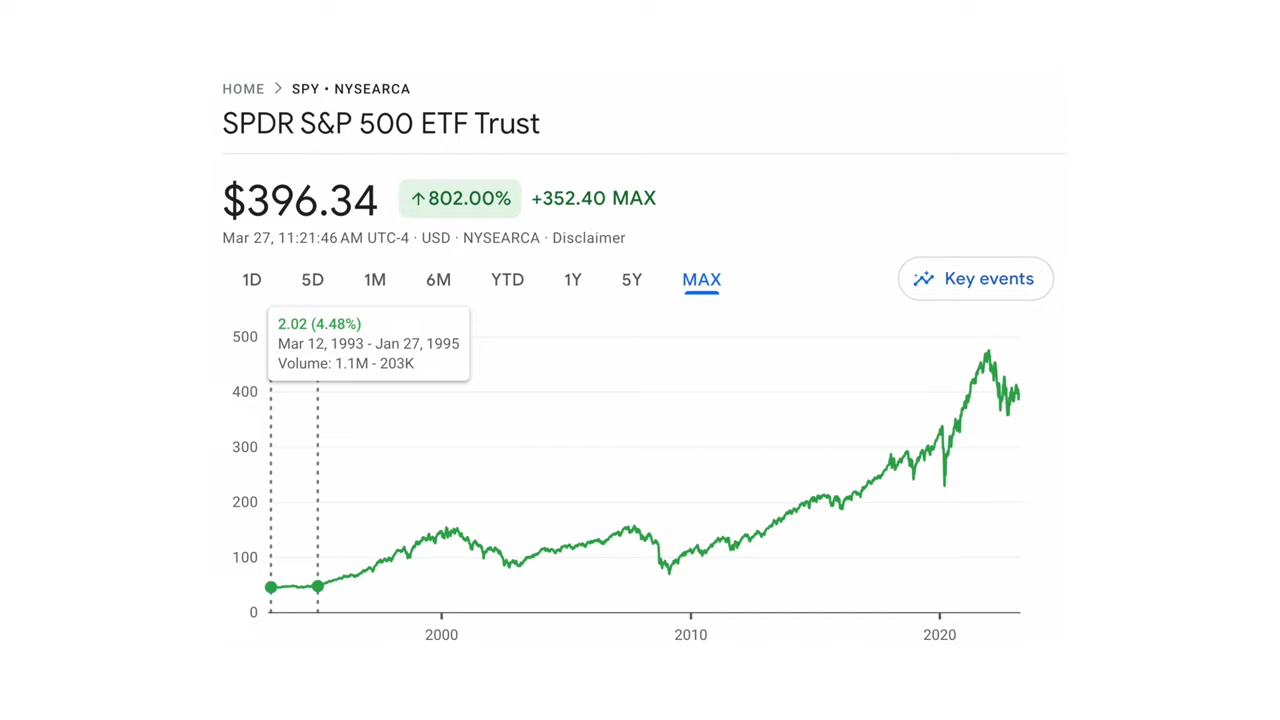 HOME > SPY • NYSEARCA
SPDR S&P 500 ETF Trust
$396.34 ↑802.00% +352.40 MAX
Mar 27, 11:21:46 AM UTC-4 · USD · NYSEARCA · Disclaimer
1D 5D 1M 6M YTD 1Y 5Y MAX Key events
2.02 (4.48%)
Mar 12, 1993 - Jan 27, 1995
Volume: 1.1M - 203K
500
400
300
200
100
0
2000 2010 2020